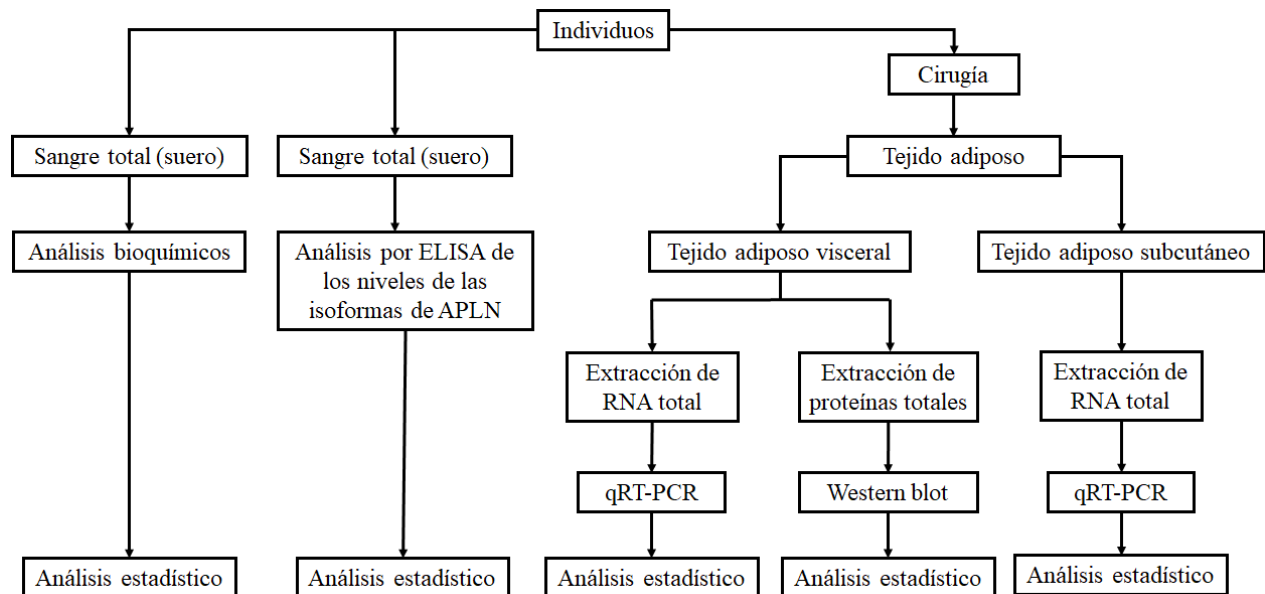 Individuos
Cirugía
Sangre total (suero)
Sangre total (suero)
Tejido adiposo
Análisis bioquímicos
Análisis por ELISA de
los niveles de las
isoformas de APLN
Tejido adiposo visceral
Tejido adiposo subcutáneo
Extracción de
RNA total
Extracción de
proteínas totales
Extracción de
RNA total
qRT-PCR
Western blot
qRT-PCR
Análisis estadístico
Análisis estadístico
Análisis estadístico
Análisis estadístico
Análisis estadístico